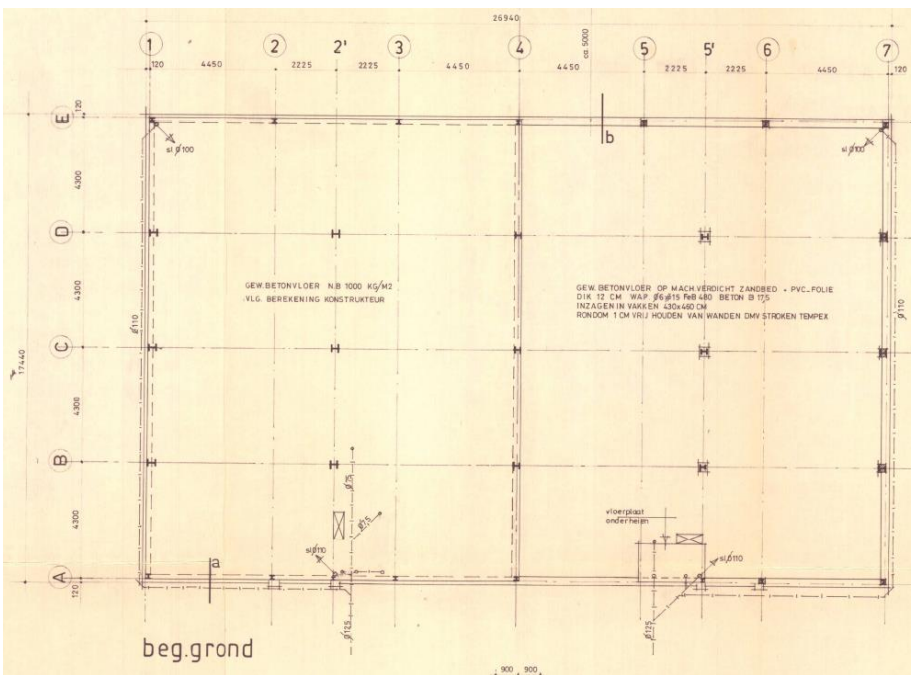 26940
1 2 2' 3 4 5 5' 6 7
ca. 5000
120 4450 2225 2225 4450 4450 2225 2225 4450 120
120
E
b
sl Ø100
sl Ø100
4300
D
4300
GEW. BETONVLOER N.B 1000 KG/M2
VLG. BEREKENING KONSTRUKTEUR
GEW. BETONVLOER OP MACH. VERDICHT ZANDBED + PVC-FOLIE
DIK 12 CM WAP. Ø6 #15 FeB 480 BETON B 17,5
INZAGEN IN VAKKEN 430x460 CM
RONDOM 1 CM VRIJ HOUDEN VAN WANDEN DMV STROKEN TEMPEX
Ø110
Ø110
C
17440
4300
B
Ø75
4300
Ø75
vloerplaat
onderheien
sl Ø110
sl Ø110
a
A
120
Ø125
Ø125
beg.grond
900 900